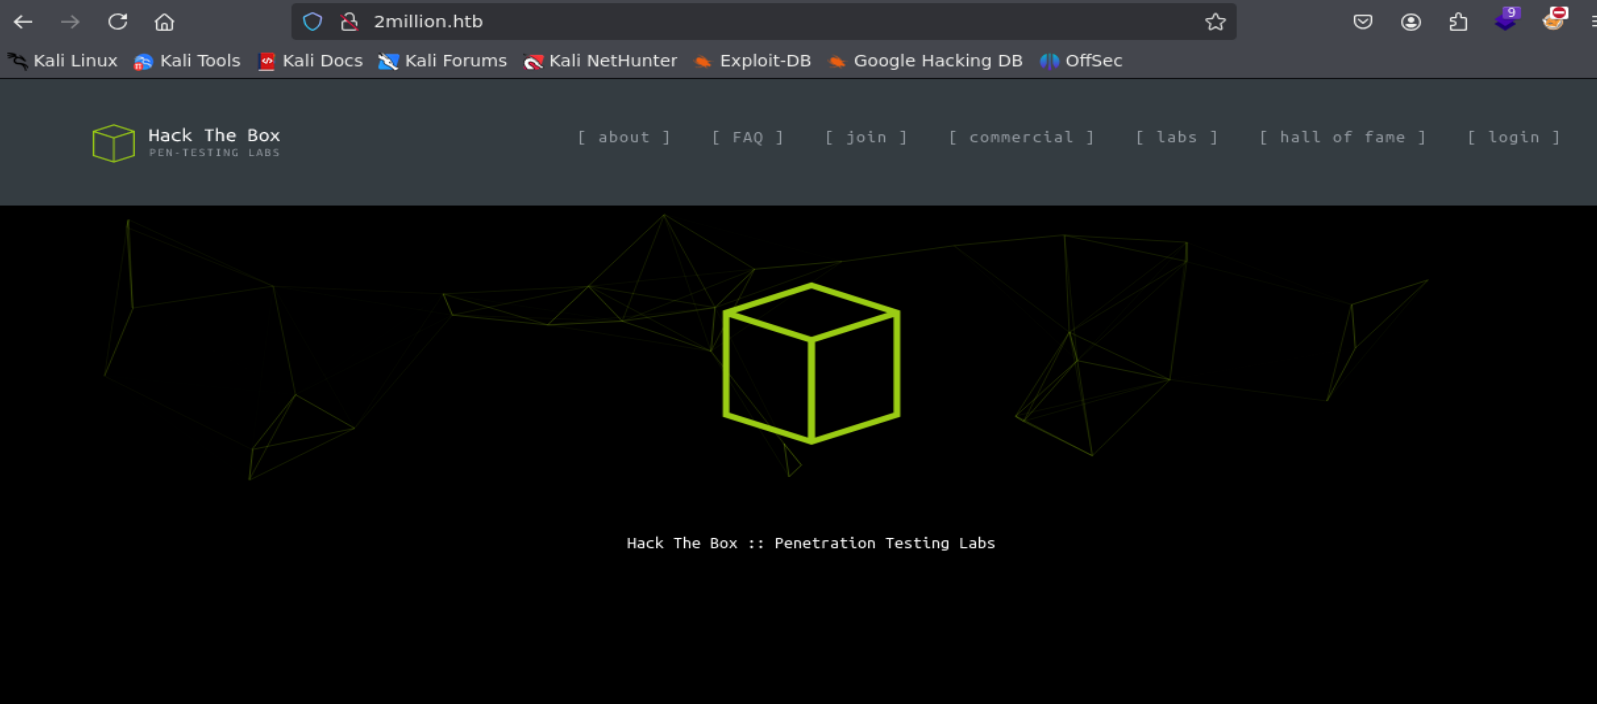 2million.htb
9
Kali Linux Kali Tools Kali Docs Kali Forums Kali NetHunter Exploit-DB Google Hacking DB OffSec
Hack The Box
PEN-TESTING LABS
[ about ] [ FAQ ] [ join ] [ commercial ] [ labs ] [ hall of fame ] [ login ]
Hack The Box :: Penetration Testing Labs